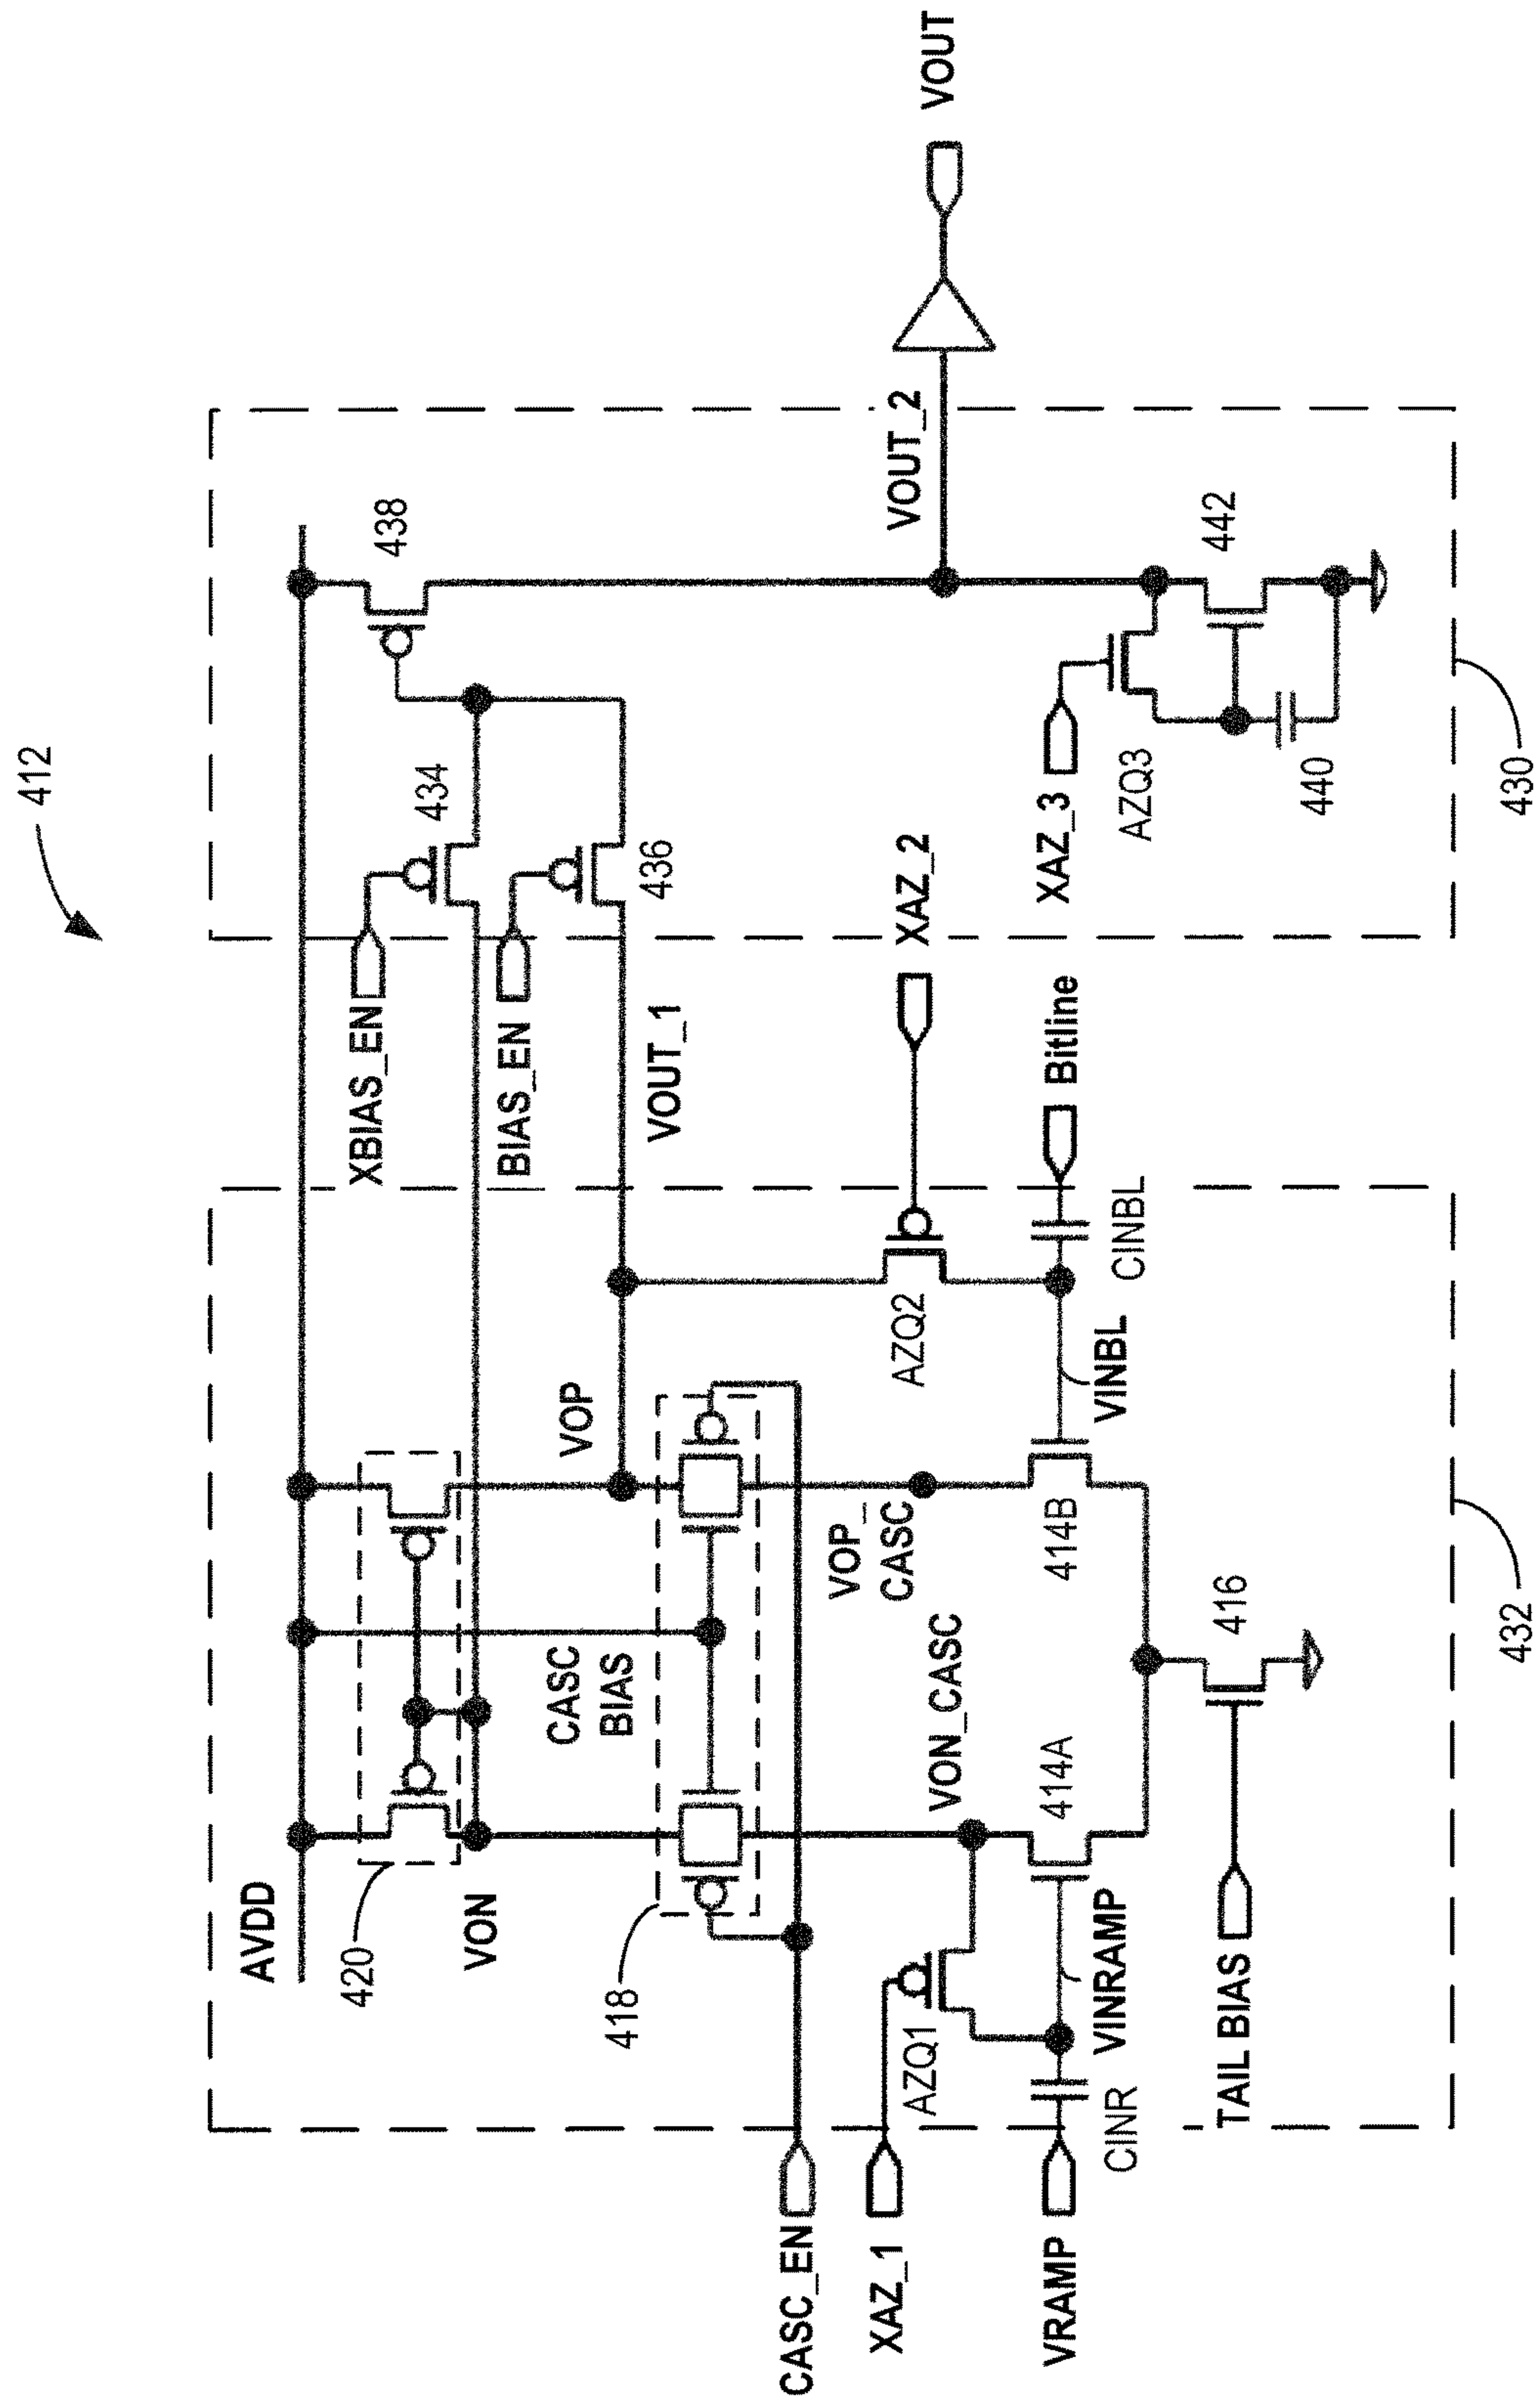 412
AVDD
420
VON
418
CASC
BIAS
VOP
XBIAS_EN
BIAS_EN
VOUT_1
434
436
438
CASC_EN
XAZ_1
AZQ1
VRAMP
CINR
VINRAMP
VON_CASC
414A
VOP_
CASC
414B
VINBL
AZQ2
XAZ_2
Bitline
CINBL
TAIL BIAS
416
432
XAZ_3
AZQ3
440
442
430
VOUT_2
VOUT